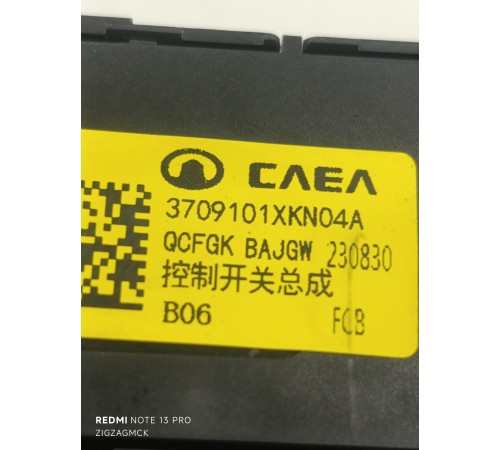 CAEA
3709101XKN04A
QCFGK BAJGW 230830
控制开关总成
B06 FCB
REDMI NOTE 13 PRO
ZIGZAGMCK